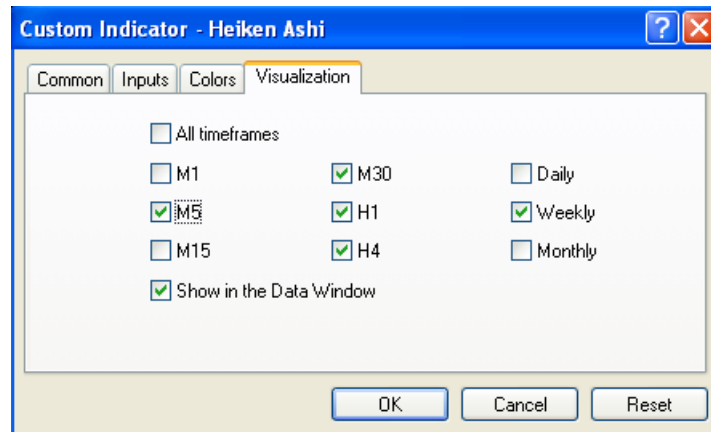 Custom Indicator - Heiken Ashi
?
Common Inputs Colors Visualization
All timeframes
M1 M30 Daily
M5 H1 Weekly
M15 H4 Monthly
Show in the Data Window
OK Cancel Reset